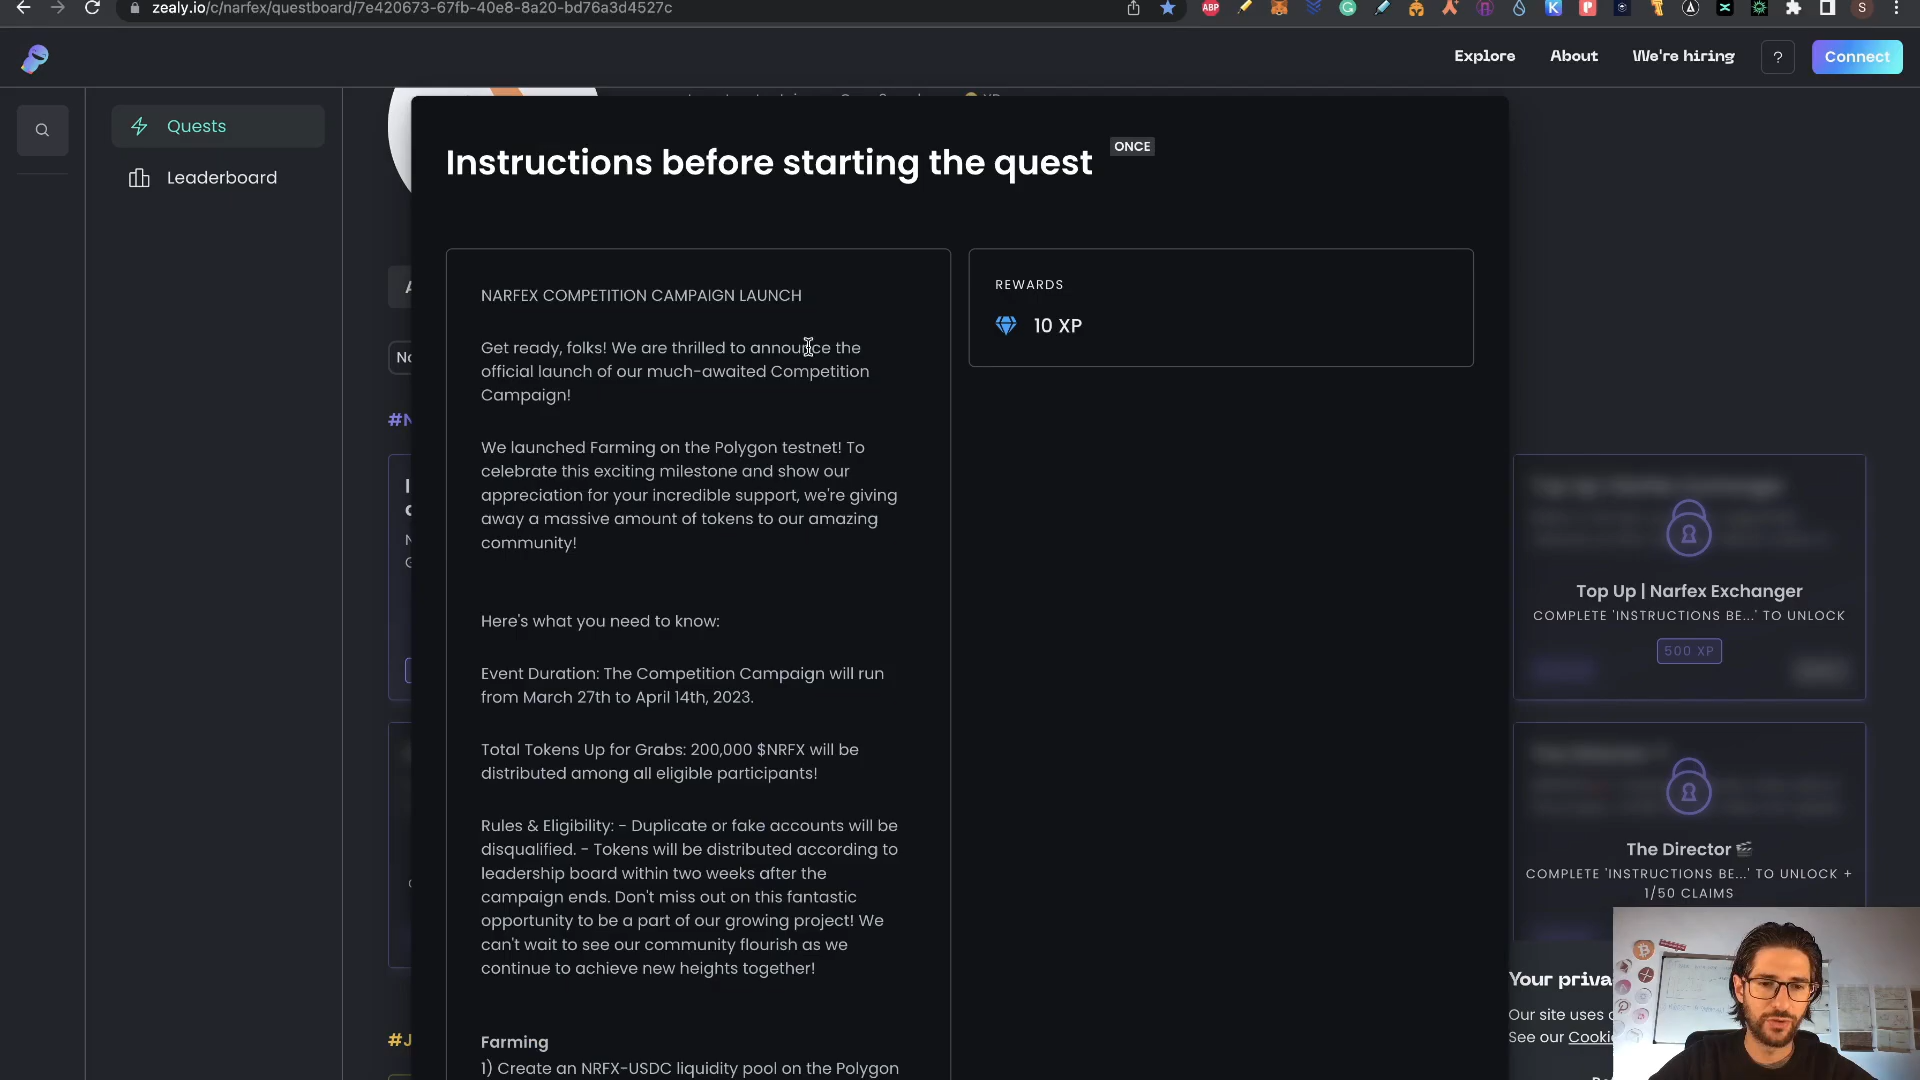 zealy.io/c/narfex/questboard/7e420673-67fb-40e8-8a20-bd76a3d4527c
ABP
K
S
Explore
About
We're hiring
?
Connect
Quests
Leaderboard
Instructions before starting the quest
ONCE
NARFEX COMPETITION CAMPAIGN LAUNCH
Get ready, folks! We are thrilled to announce the
official launch of our much-awaited Competition
Campaign!
We launched Farming on the Polygon testnet! To
celebrate this exciting milestone and show our
appreciation for your incredible support, we're giving
away a massive amount of tokens to our amazing
community!
Here's what you need to know:
Event Duration: The Competition Campaign will run
from March 27th to April 14th, 2023.
Total Tokens Up for Grabs: 200,000 $NRFX will be
distributed among all eligible participants!
Rules & Eligibility: - Duplicate or fake accounts will be
disqualified. - Tokens will be distributed according to
leadership board within two weeks after the
campaign ends. Don't miss out on this fantastic
opportunity to be a part of our growing project! We
can't wait to see our community flourish as we
continue to achieve new heights together!
Farming
1) Create an NRFX-USDC liquidity pool on the Polygon
REWARDS
10 XP
Top Up | Narfex Exchanger
COMPLETE 'INSTRUCTIONS BE...' TO UNLOCK
500 XP
The Director
COMPLETE 'INSTRUCTIONS BE...' TO UNLOCK +
1/50 CLAIMS
Your priva
Our site uses
See our Cookie